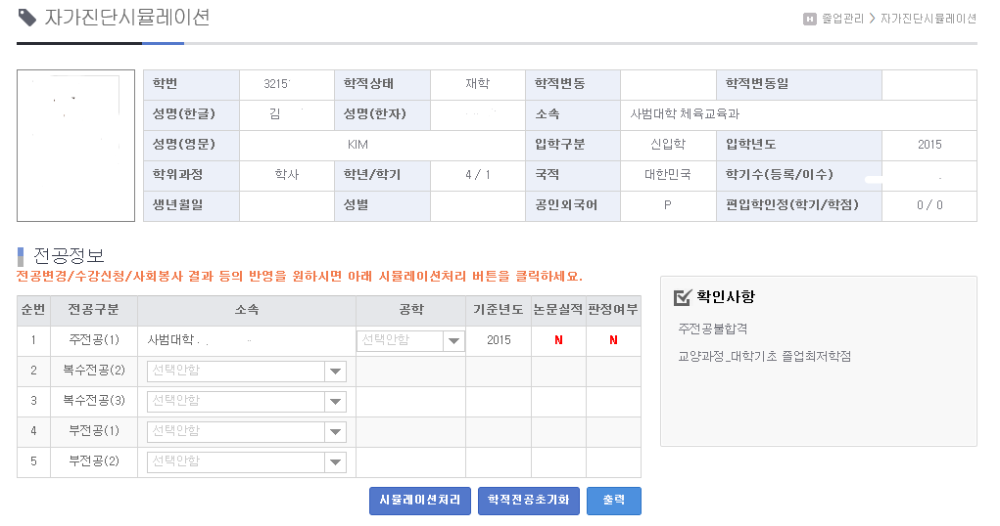 자가진단시뮬레이션
H 졸업관리 > 자가진단시뮬레이션
학번 3215 학적상태 재학 학적변동 학적변동일
성명(한글) 김 성명(한자) 소속 사범대학 체육교육과
성명(영문) KIM 입학구분 신입학 입학년도 2015
학위과정 학사 학년/학기 4 / 1 국적 대한민국 학기수(등록/이수)
생년월일 성별 공인외국어 P 편입학인정(학기/학점) 0 / 0
전공정보
전공변경/수강신청/사회봉사 결과 등의 반영을 원하시면 아래 시뮬레이션처리 버튼을 클릭하세요.
순번 전공구분 소속 공학 기준년도 논문실적 판정여부
1 주전공(1) 사범대학 선택안함 2015 N N
2 복수전공(2) 선택안함
3 복수전공(3) 선택안함
4 부전공(1) 선택안함
5 부전공(2) 선택안함
시뮬레이션처리 학적전공초기화 출력
확인사항
주전공불합격
교양과정_대학기초 졸업최저학점